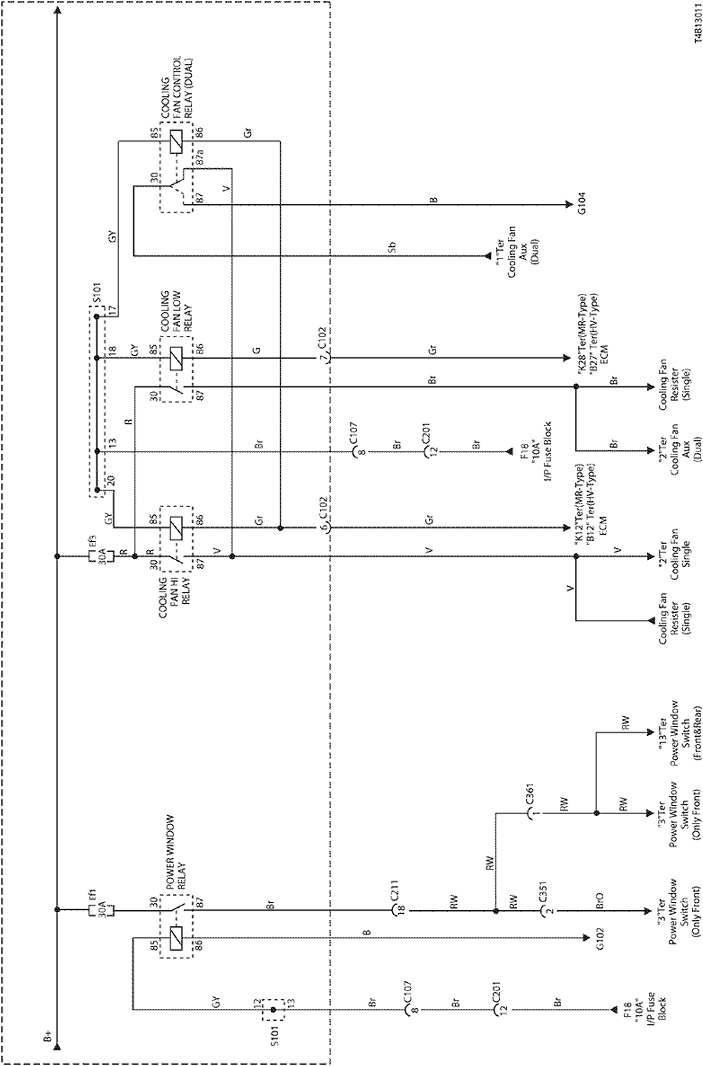 B+
Ef1
30A
Ef3
30A
S101
20
13
18
17
GY
GY
GY
R
R
R
85
30
POWER WINDOW
RELAY
86
87
COOLING
FAN HI
RELAY
30
85
87
86
COOLING
FAN LOW
RELAY
30
85
87
86
COOLING
FAN CONTROL
RELAY (DUAL)
30
85
87
87a
86
GY
S101
12
13
Br
V
Gr
Br
G
V
Gr
C102
6
C102
7
Br
C107
8
Br
C201
12
Br
F18
"10A"
I/P Fuse
Block
B
G102
C211
18
RW
RW
RW
C351
2
BrO
"3"Ter
Power Window
Switch
(Only Front)
C361
1
RW
RW
"3"Ter
Power Window
Switch
(Only Front)
RW
"13"Ter
Power Window
Switch
(Front&Rear)
V
V
Cooling Fan
Resister
(Single)
V
"2"Ter
Cooling Fan
Single
Gr
"K12"Ter(MR-Type)
"B12" Ter(HV-Type)
ECM
C107
8
Br
C201
12
Br
F18
"10A"
I/P Fuse Block
Br
Br
"2"Ter
Cooling Fan
Aux
(Dual)
Br
Cooling Fan
Resister
(Single)
Gr
"K28"Ter(MR-Type)
"B27" Ter(HV-Type)
ECM
Sb
"1"Ter
Cooling Fan
Aux
(Dual)
B
G104
T4B13011